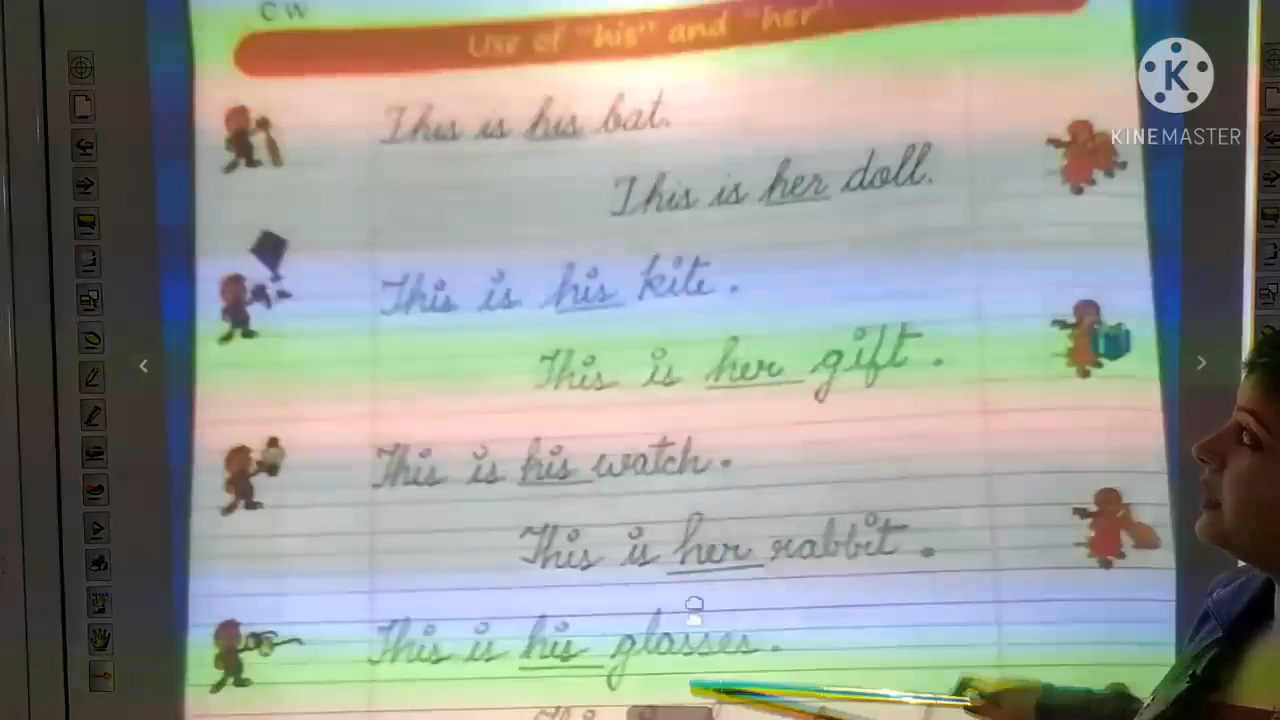 CW
Use of "his" and "her"
This is his bat.
This is her doll.
This is his kite.
This is her gift.
This is his watch.
This is her rabbit.
This is his glasses.
This
K
KINEMASTER